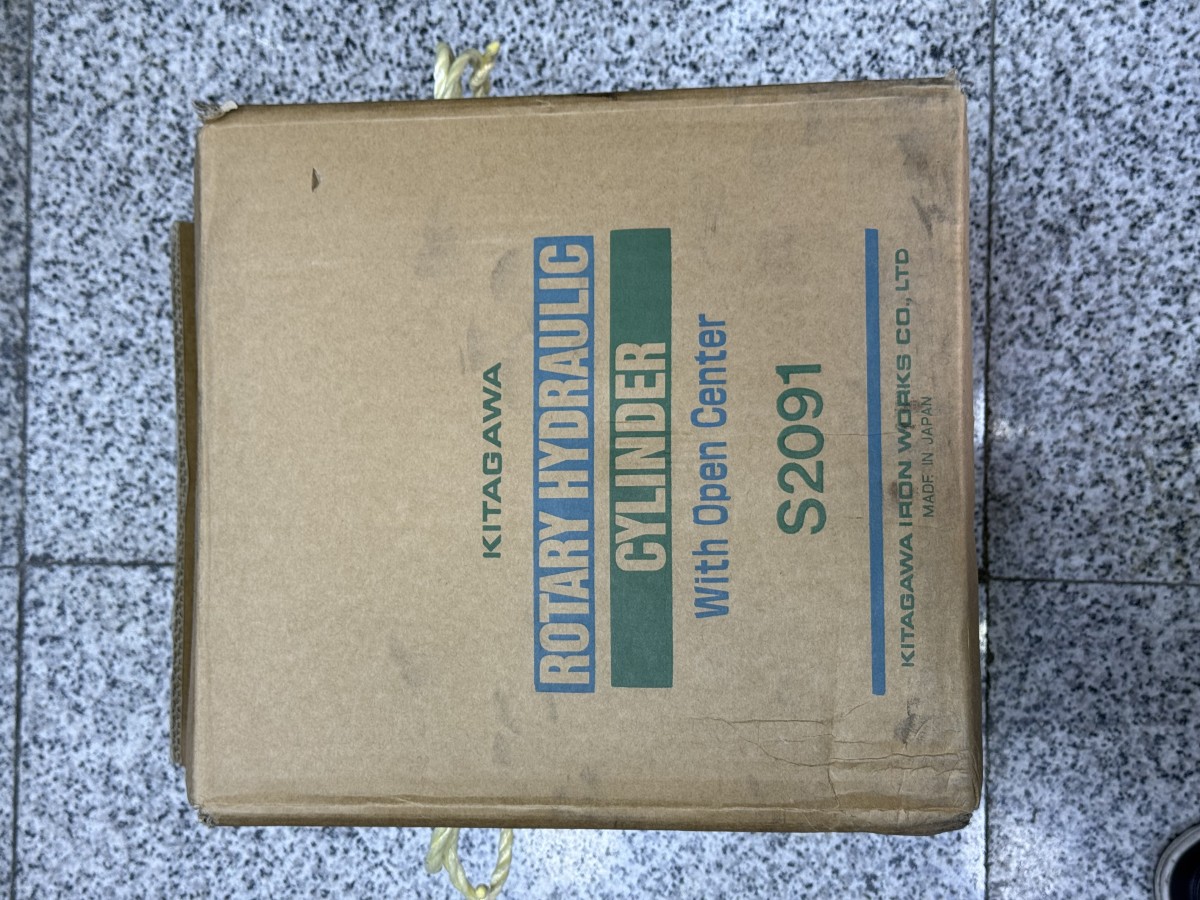 KITAGAWA
ROTARY HYDRAULIC
CYLINDER
With Open Center
S2091
KITAGAWA IRON WORKS CO., LTD
MADE IN JAPAN